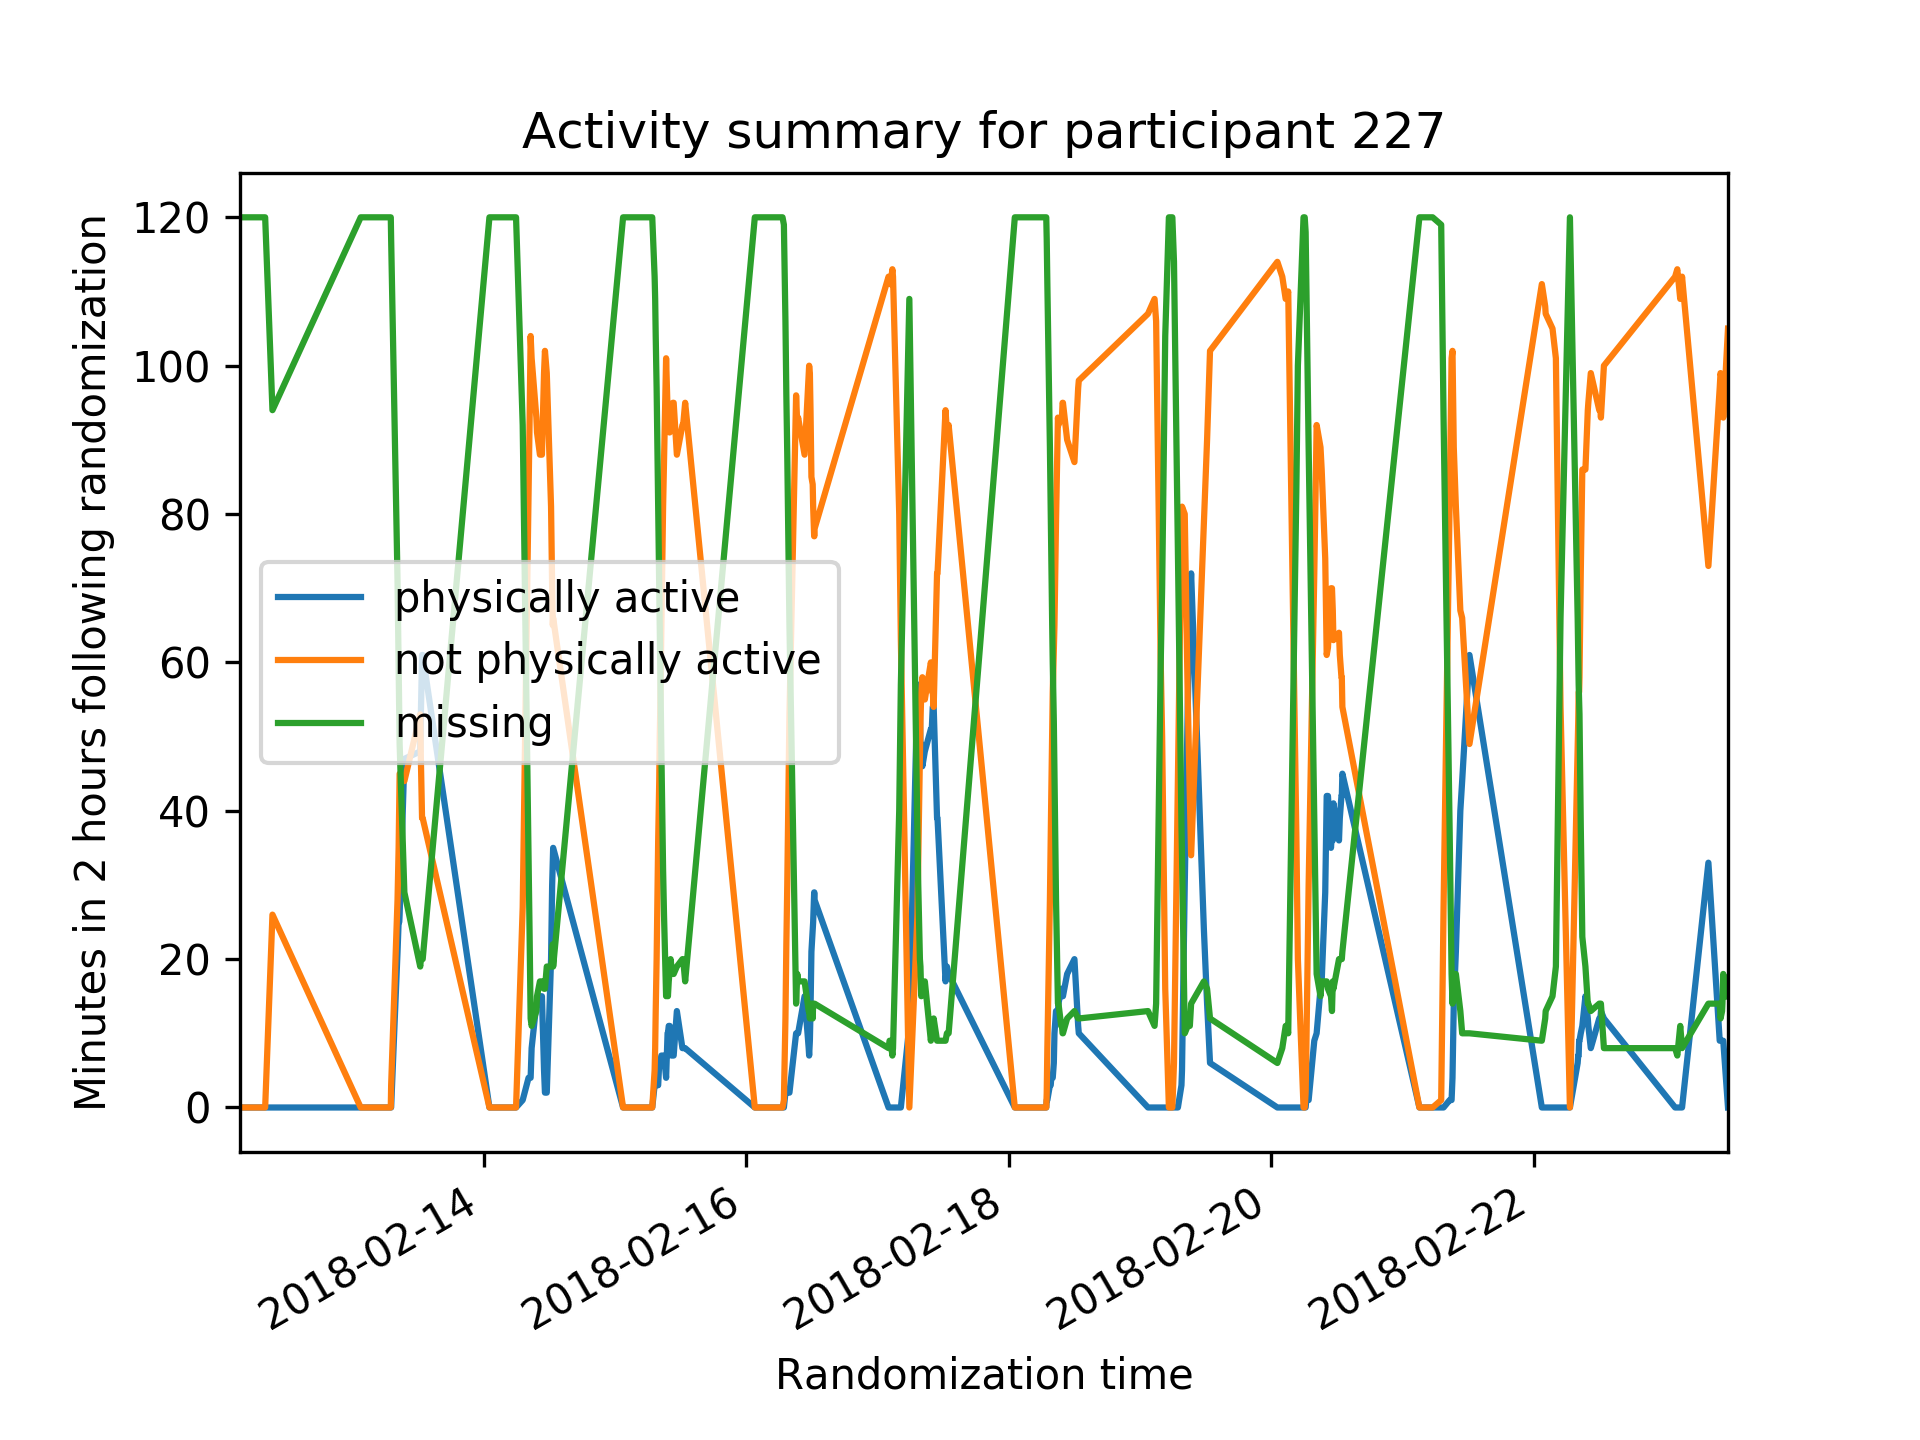 Activity summary for participant 227
Minutes in 2 hours following randomization
120
100
80
60
40
20
0
physically active
not physically active
missing
2018-02-14
2018-02-16
2018-02-18
2018-02-20
2018-02-22
Randomization time